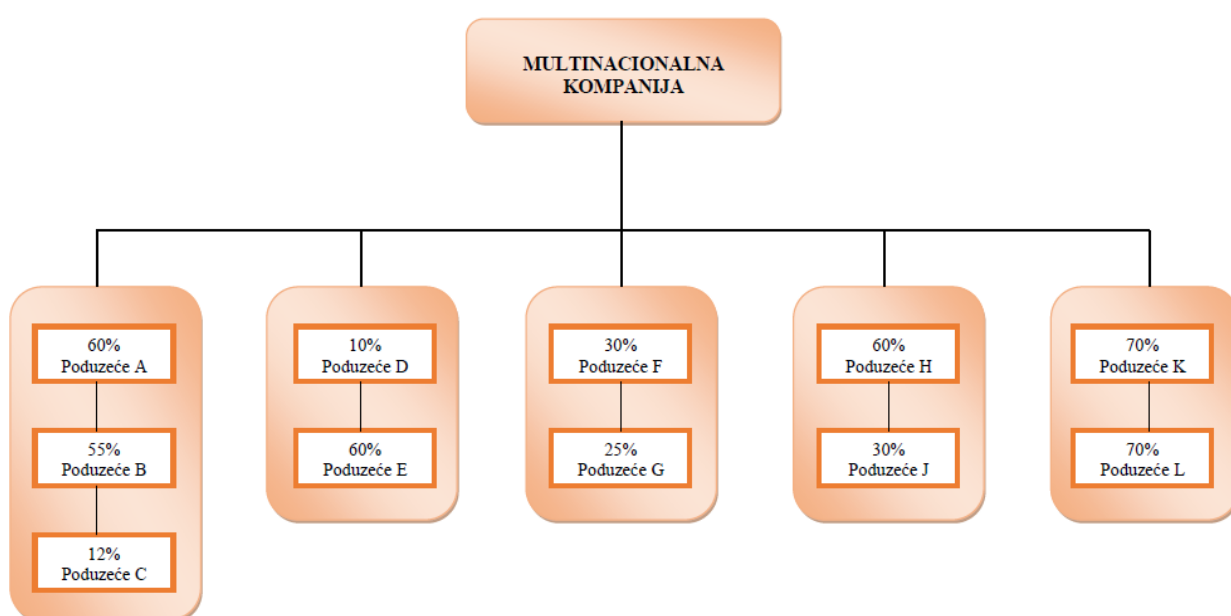 MULTINACIONALNA
KOMPANIJA
60%
Poduzeće A
55%
Poduzeće B
12%
Poduzeće C
10%
Poduzeće D
60%
Poduzeće E
30%
Poduzeće F
25%
Poduzeće G
60%
Poduzeće H
30%
Poduzeće J
70%
Poduzeće K
70%
Poduzeće L